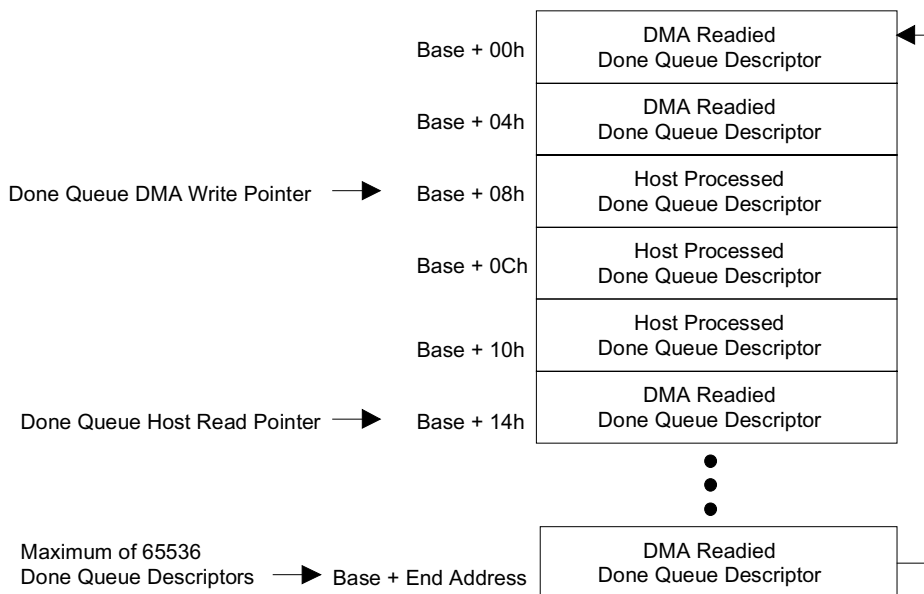 Base + 00h
DMA Readied
Done Queue Descriptor
Base + 04h
DMA Readied
Done Queue Descriptor
Done Queue DMA Write Pointer
Base + 08h
Host Processed
Done Queue Descriptor
Base + 0Ch
Host Processed
Done Queue Descriptor
Base + 10h
Host Processed
Done Queue Descriptor
Done Queue Host Read Pointer
Base + 14h
DMA Readied
Done Queue Descriptor
Maximum of 65536
Done Queue Descriptors
Base + End Address
DMA Readied
Done Queue Descriptor